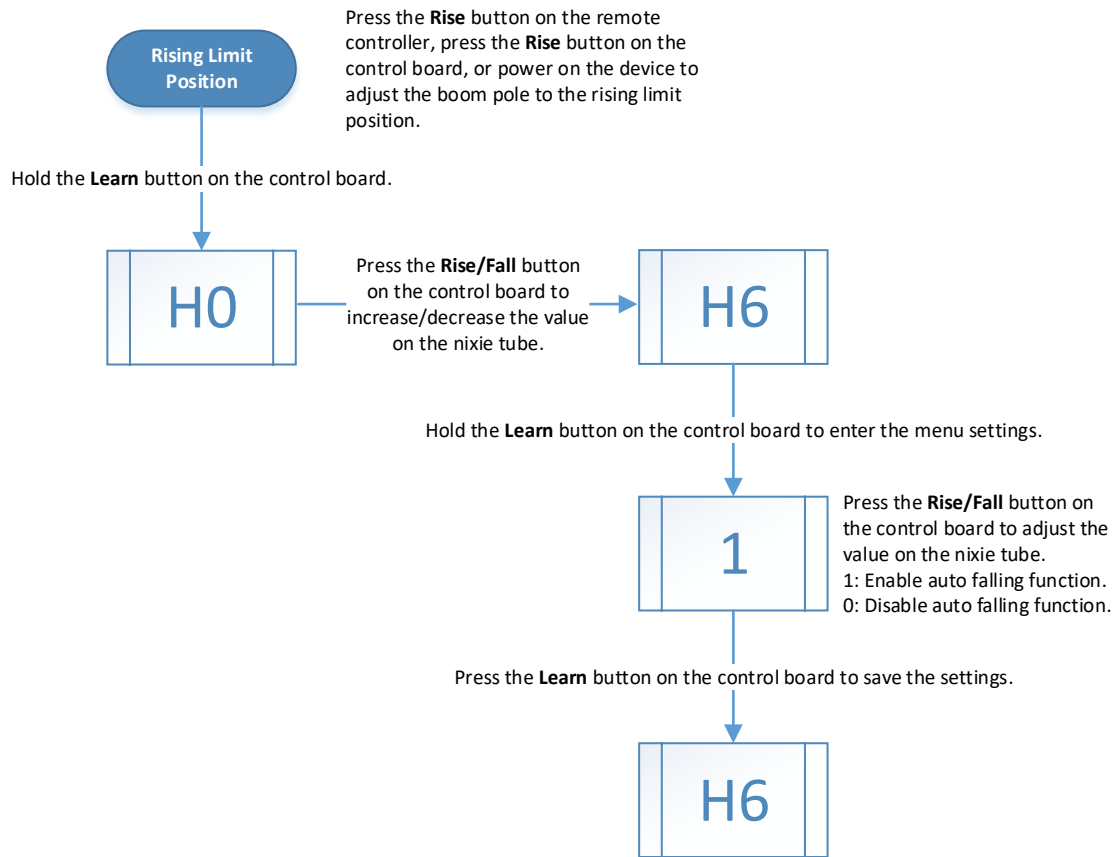 Press the Rise button on the remote
controller, press the Rise button on the
control board, or power on the device to
adjust the boom pole to the rising limit
position.
Rising Limit
Position
Hold the Learn button on the control board.
H0
Press the Rise/Fall button
on the control board to
increase/decrease the value
on the nixie tube.
H6
Hold the Learn button on the control board to enter the menu settings.
1
Press the Rise/Fall button on
the control board to adjust the
value on the nixie tube.
1: Enable auto falling function.
0: Disable auto falling function.
Press the Learn button on the control board to save the settings.
H6